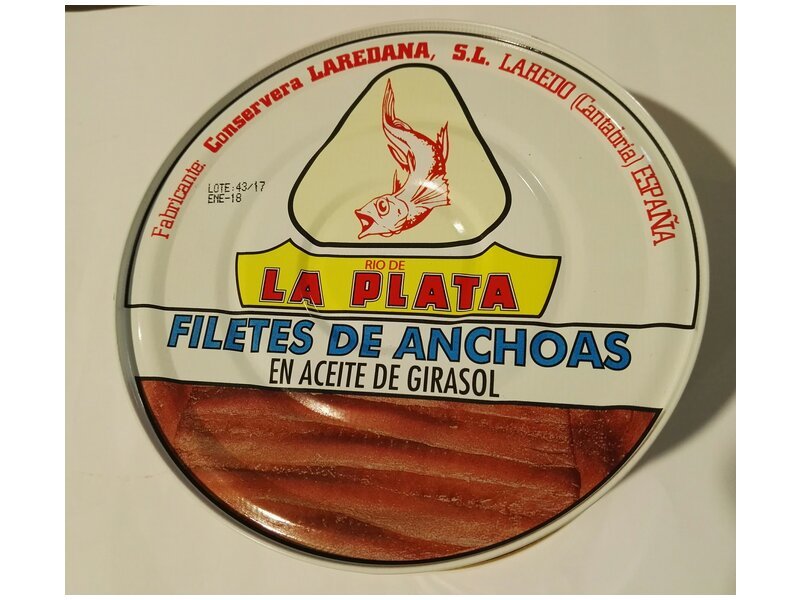 Fabricante: Conservera LAREDANA, S.L. LAREDO (Cantabria) ESPAÑA
LOTE:43/17
ENE-18
RIO DE
LA PLATA
FILETES DE ANCHOAS
EN ACEITE DE GIRASOL